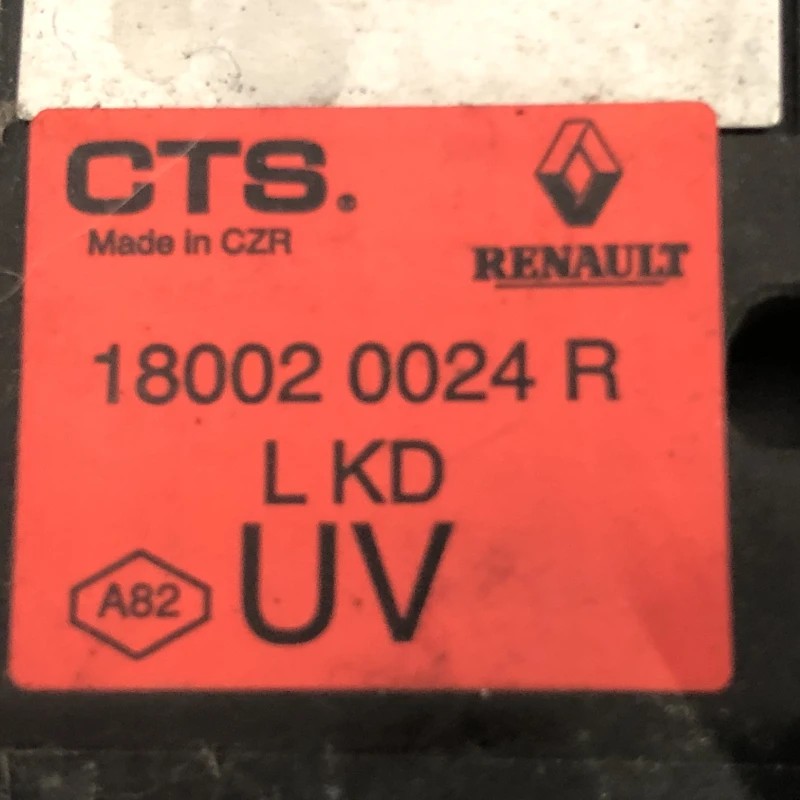 CTS.®
Made in CZR
RENAULT
18002 0024 R
L KD
UV
A82